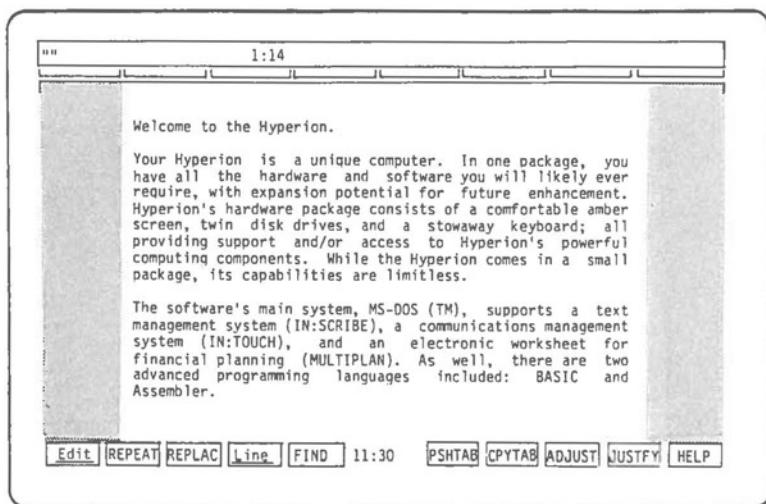 "" 1:14
Welcome to the Hyperion.
Your Hyperion is a unique computer. In one package, you
have all the hardware and software you will likely ever
require, with expansion potential for future enhancement.
Hyperion's hardware package consists of a comfortable amber
screen, twin disk drives, and a stowaway keyboard; all
providing support and/or access to Hyperion's powerful
computing components. While the Hyperion comes in a small
package, its capabilities are limitless.
The software's main system, MS-DOS (TM), supports a text
management system (IN:SCRIBE), a communications management
system (IN:TOUCH), and an electronic worksheet for
financial planning (MULTIPLAN). As well, there are two
advanced programming languages included: BASIC and
Assembler.
Edit REPEAT REPLAC Line FIND 11:30 PSHTAB CPYTAB ADJUST JUSTFY HELP